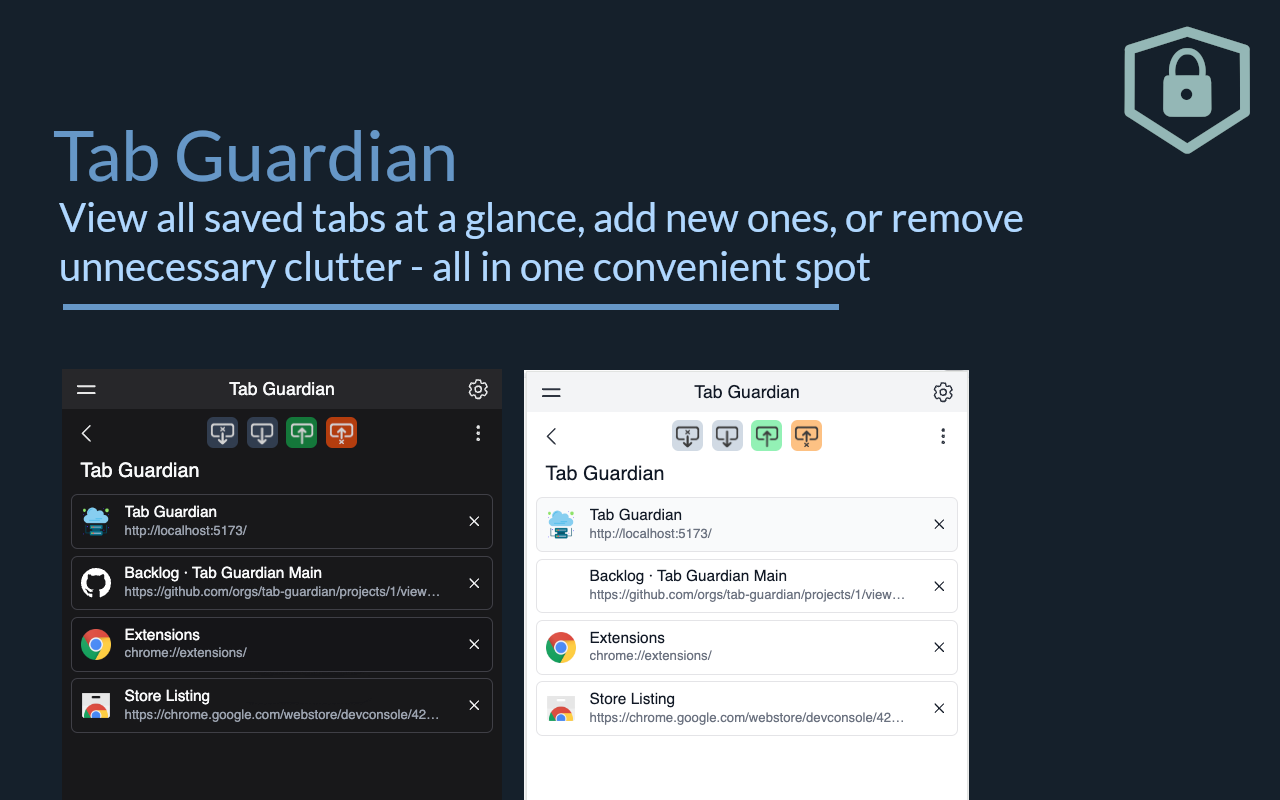 Tab Guardian
View all saved tabs at a glance, add new ones, or remove
unnecessary clutter - all in one convenient spot
Tab Guardian
Tab Guardian
Tab Guardian
http://localhost:5173/
Backlog · Tab Guardian Main
https://github.com/orgs/tab-guardian/projects/1/view…
Extensions
chrome://extensions/
Store Listing
https://chrome.google.com/webstore/devconsole/42…
Tab Guardian
Tab Guardian
Tab Guardian
http://localhost:5173/
Backlog · Tab Guardian Main
https://github.com/orgs/tab-guardian/projects/1/view…
Extensions
chrome://extensions/
Store Listing
https://chrome.google.com/webstore/devconsole/42…